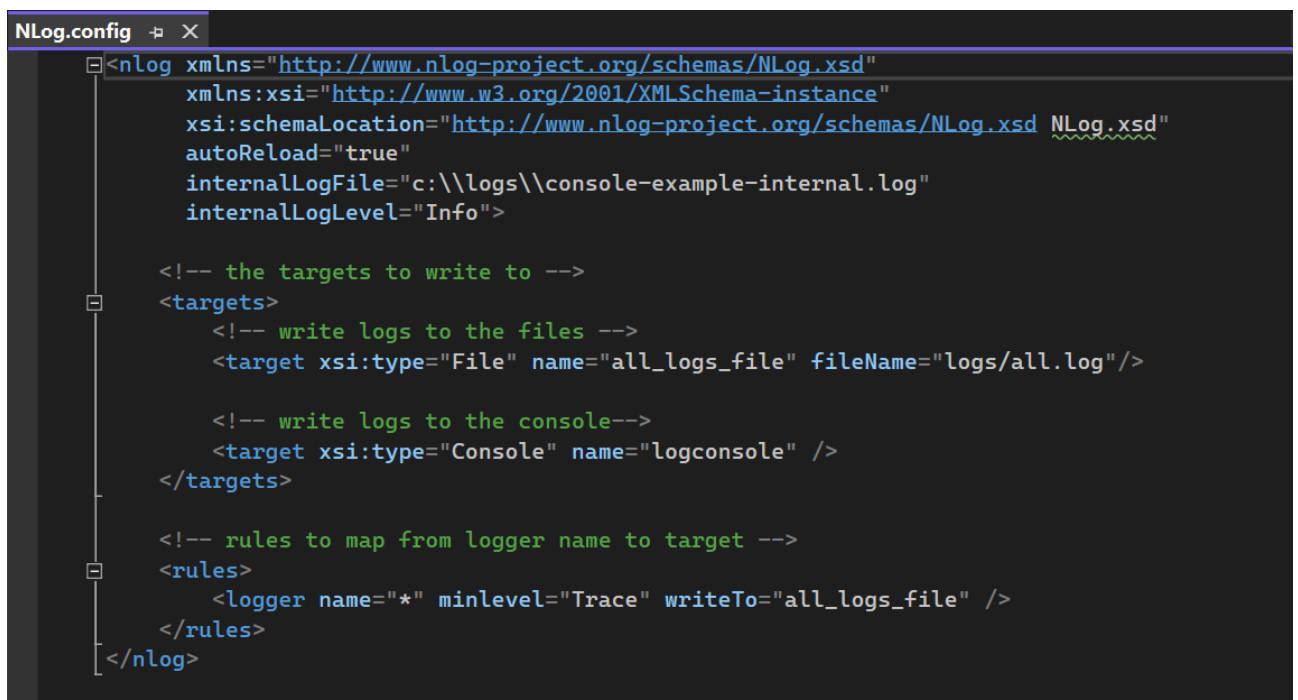 NLog.config
<nlog xmlns="http://www.nlog-project.org/schemas/NLog.xsd"
xmlns:xsi="http://www.w3.org/2001/XMLSchema-instance"
xsi:schemaLocation="http://www.nlog-project.org/schemas/NLog.xsd NLog.xsd"
autoReload="true"
internalLogFile="c:\\logs\\console-example-internal.log"
internalLogLevel="Info">
<!-- the targets to write to -->
<targets>
<!-- write logs to the files -->
<target xsi:type="File" name="all_logs_file" fileName="logs/all.log"/>
<!-- write logs to the console-->
<target xsi:type="Console" name="logconsole" />
</targets>
<!-- rules to map from logger name to target -->
<rules>
<logger name="*" minlevel="Trace" writeTo="all_logs_file" />
</rules>
</nlog>